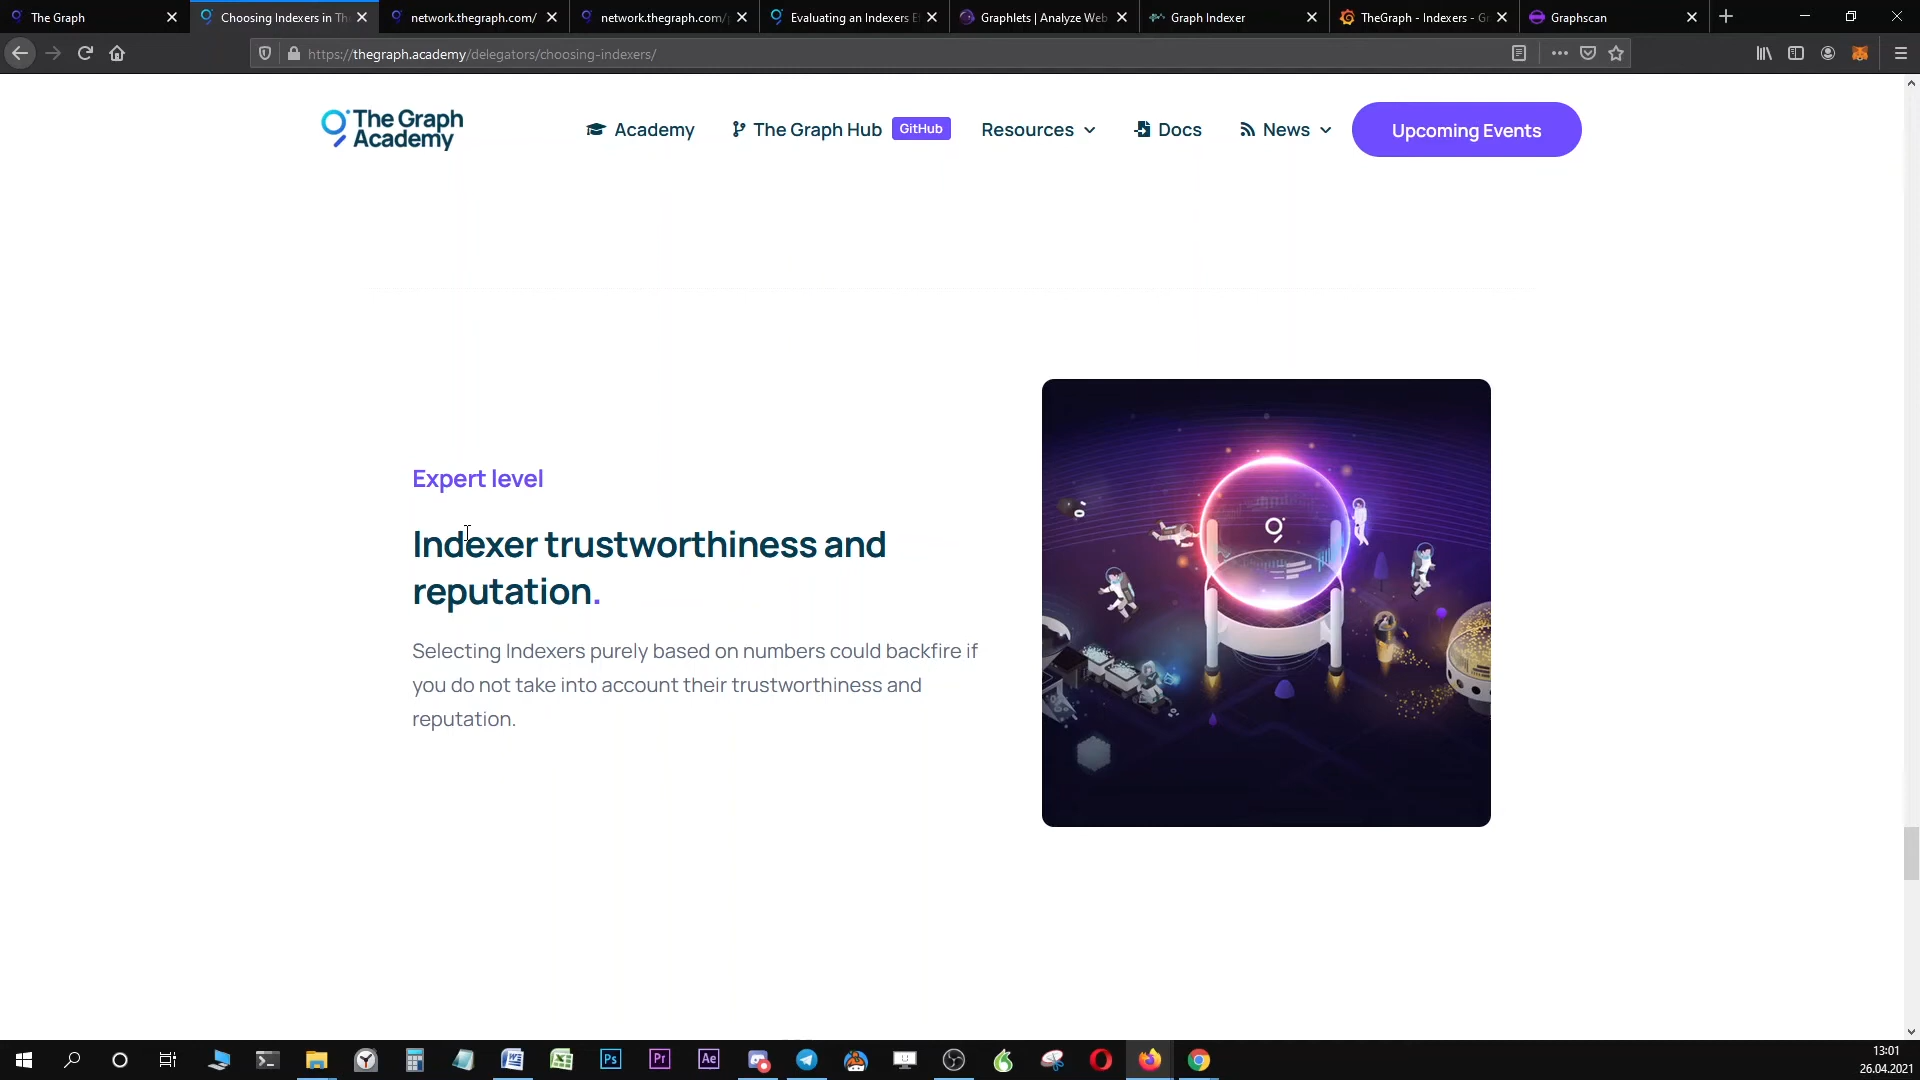 The Graph
Choosing Indexers in Th
network.thegraph.com/
network.thegraph.com/
Evaluating an Indexers E
Graphlets | Analyze Web
Graph Indexer
TheGraph - Indexers - G
Graphscan
https://thegraph.academy/delegators/choosing-indexers/
The Graph
Academy
Academy
The Graph Hub
GitHub
Resources
Docs
News
Upcoming Events
Expert level
Indexer trustworthiness and
reputation.
Selecting Indexers purely based on numbers could backfire if
you do not take into account their trustworthiness and
reputation.
Ps
Pr
Ae
13:01
26.04.2021